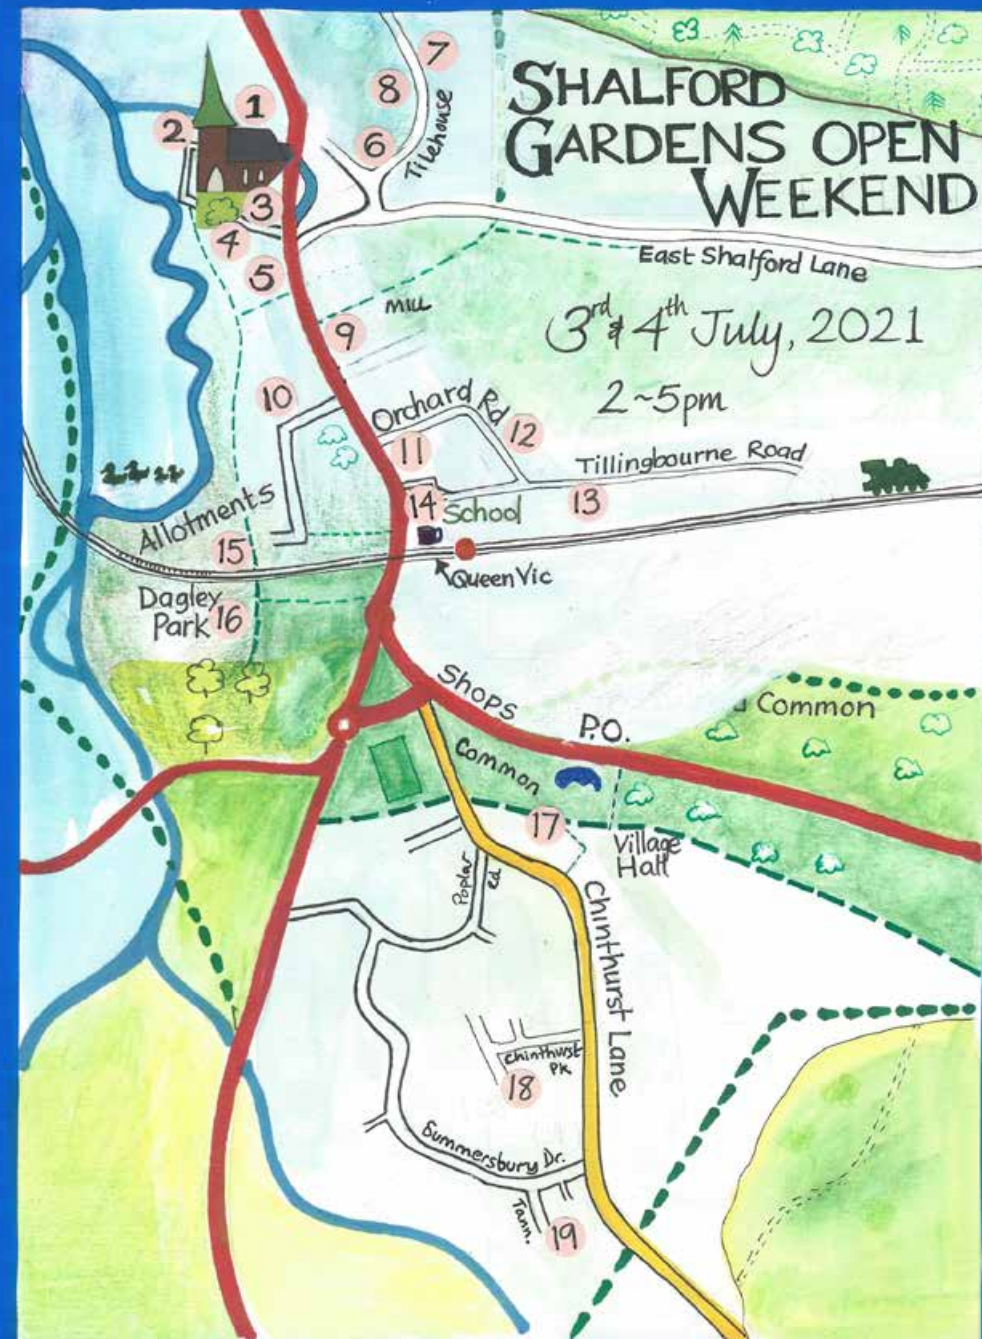 SHALFORD
GARDENS OPEN
WEEKEND
3rd & 4th July, 2021
2~5pm
7
8
1
2
6
Tilehouse
3
4
5
East Shalford Lane
MILL
9
10
Orchard Rd
12
11
Tillingbourne Road
14
School
13
Allotments
15
Queen Vic
Dagley
Park
16
Shops
Common
P.O.
Common
17
Village
Hall
Poplar
Rd
Chinthurst Lane
Chinthurst
PK
18
Summersbury Dr.
Tann.
19